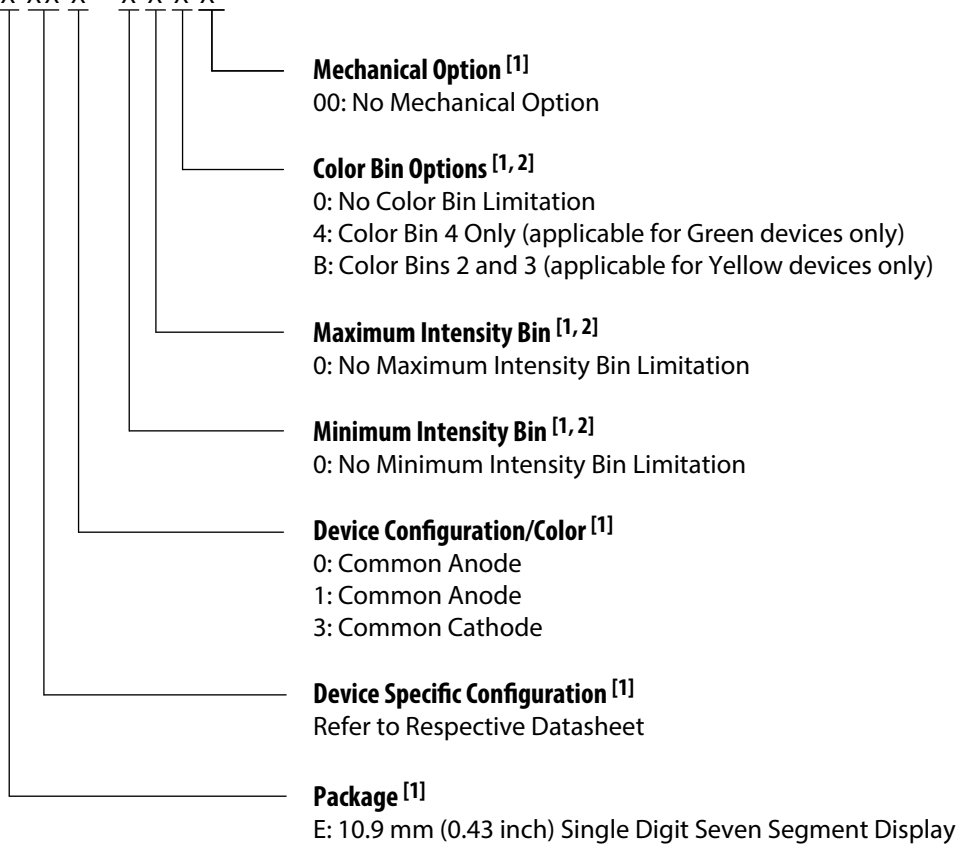 Mechanical Option [1]
00: No Mechanical Option
Color Bin Options [1, 2]
0: No Color Bin Limitation
4: Color Bin 4 Only (applicable for Green devices only)
B: Color Bins 2 and 3 (applicable for Yellow devices only)
Maximum Intensity Bin [1, 2]
0: No Maximum Intensity Bin Limitation
Minimum Intensity Bin [1, 2]
0: No Minimum Intensity Bin Limitation
Device Configuration/Color [1]
0: Common Anode
1: Common Anode
3: Common Cathode
Device Specific Configuration [1]
Refer to Respective Datasheet
Package [1]
E: 10.9 mm (0.43 inch) Single Digit Seven Segment Display